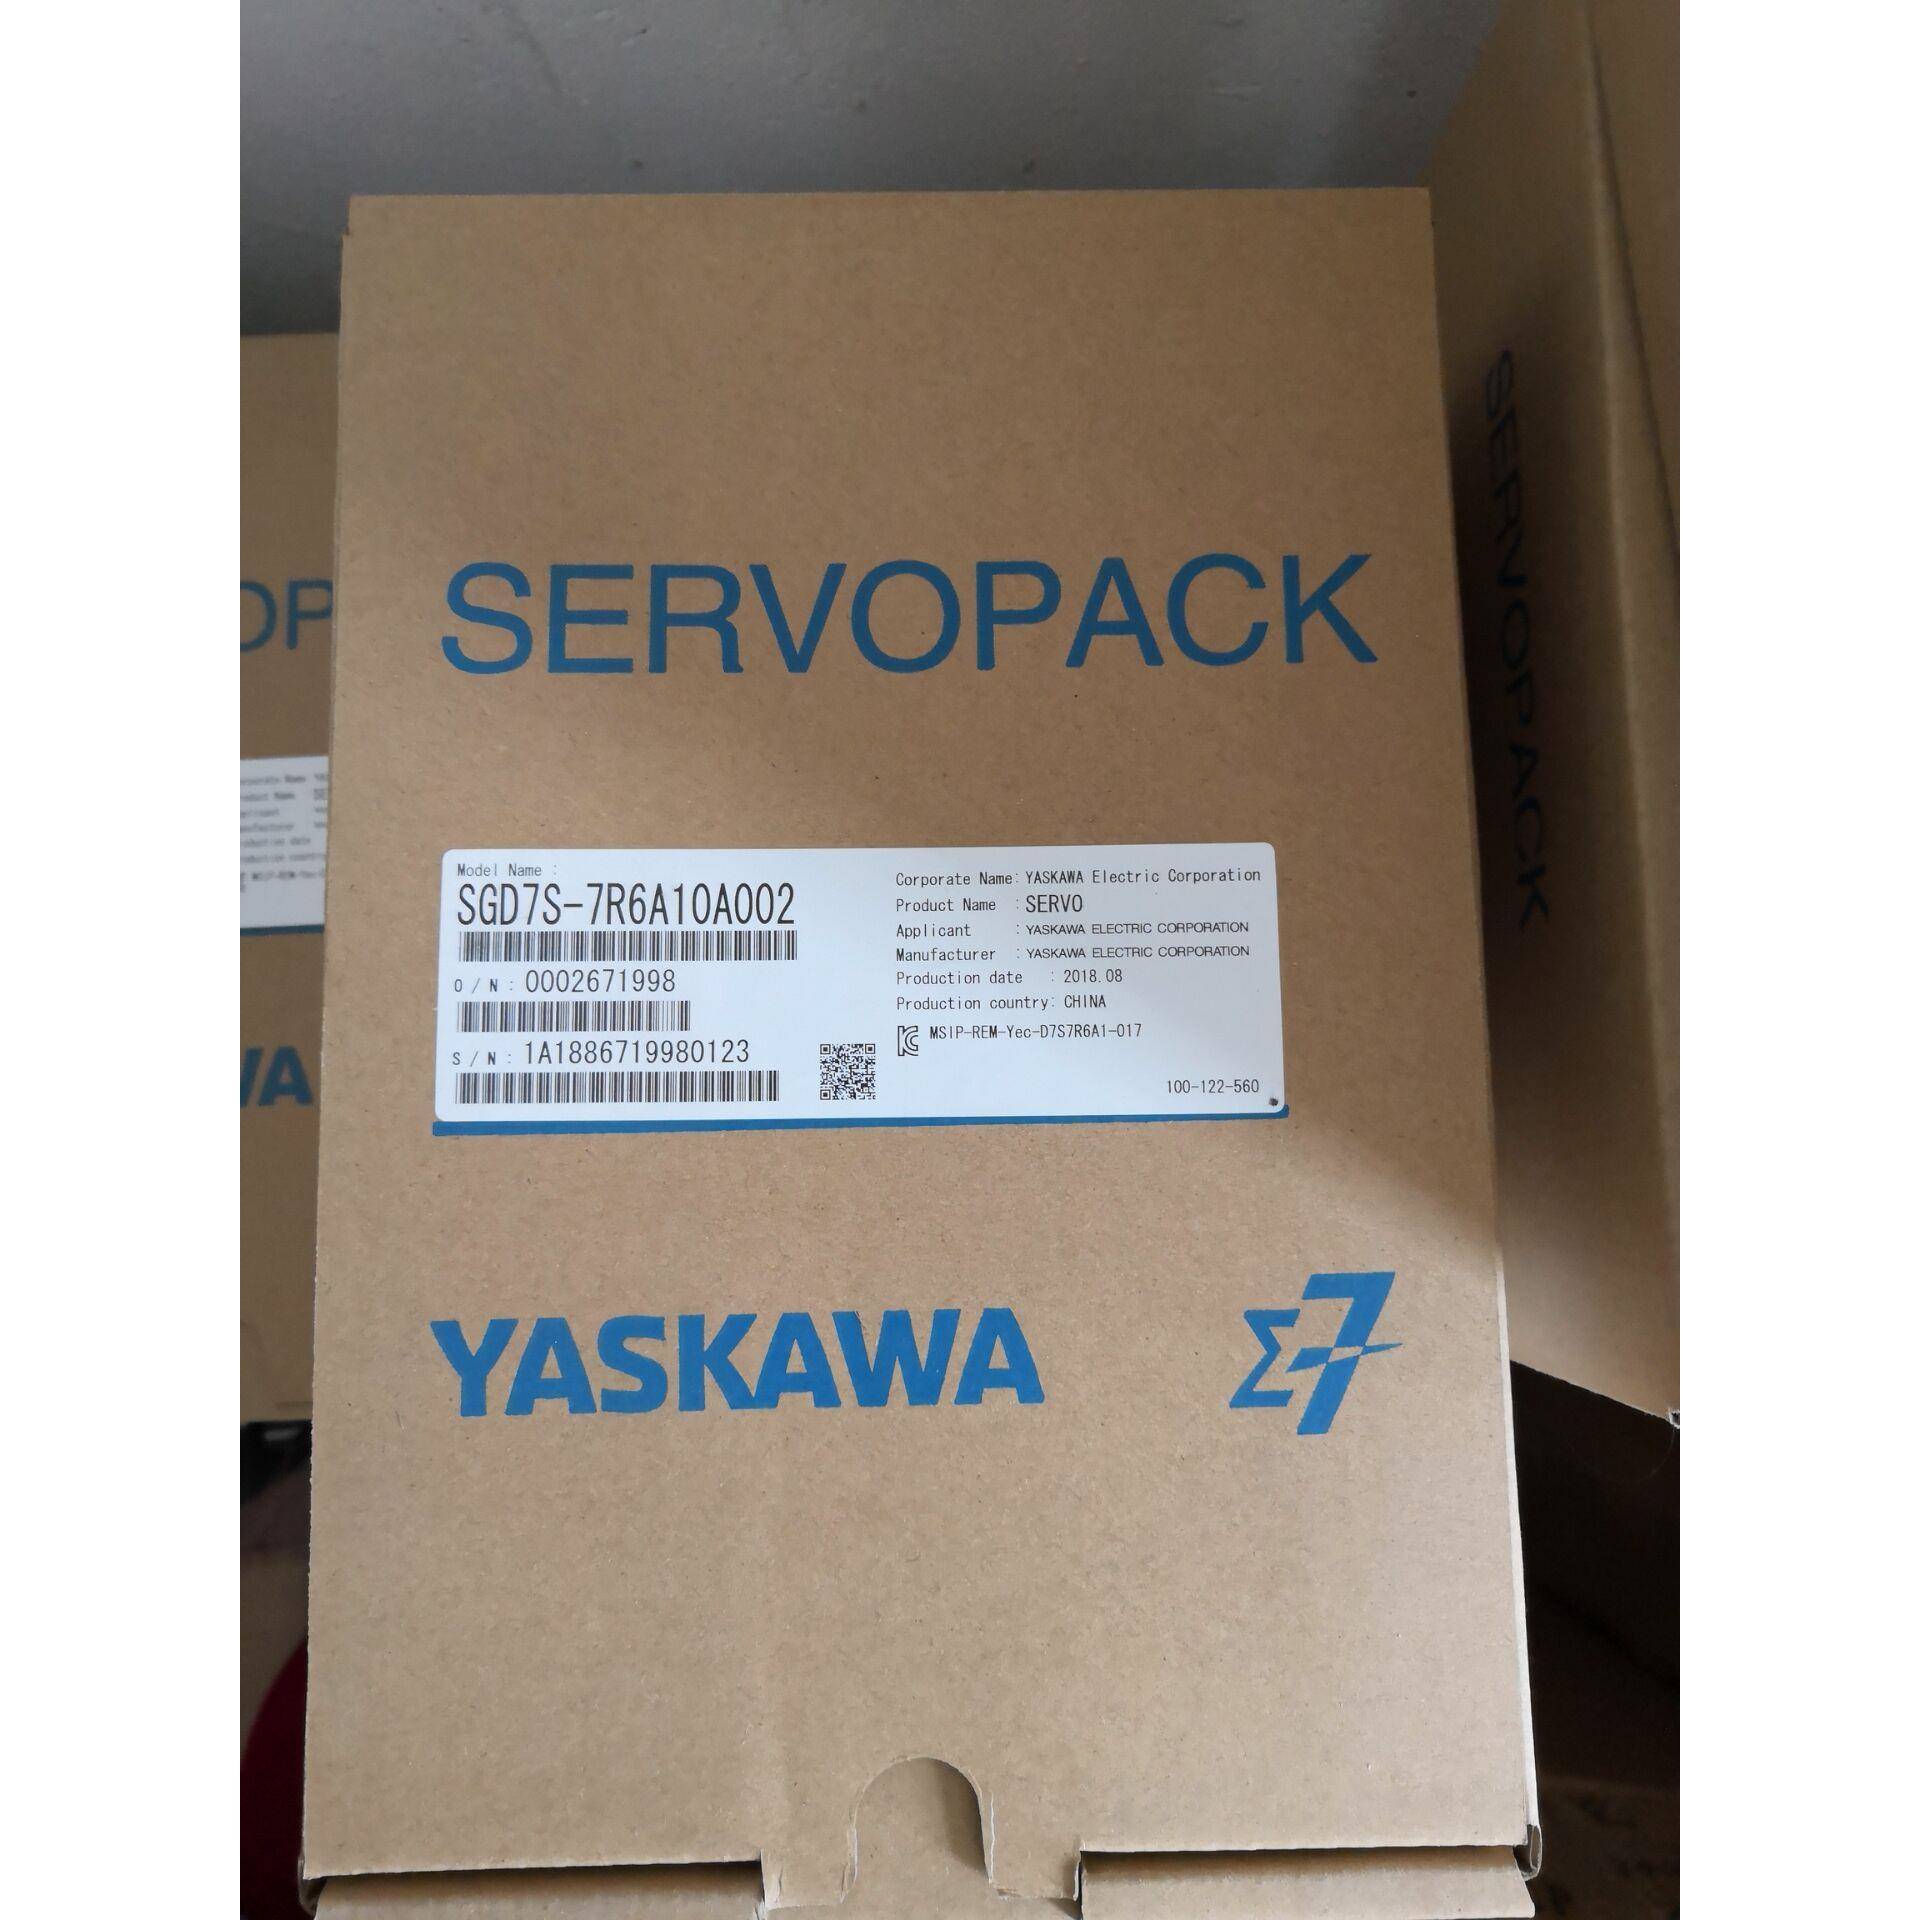 SERVOPACK
Model Name :
SGD7S-7R6A10A002
O / N : 0002671998
S / N : 1A1886719980123
Corporate Name: YASKAWA Electric Corporation
Product Name : SERVO
Applicant : YASKAWA ELECTRIC CORPORATION
Manufacturer : YASKAWA ELECTRIC CORPORATION
Production date : 2018.08
Production country: CHINA
MSIP-REM-Yec-D7S7R6A1-017
100-122-560
YASKAWA
Σ-7
OP
WA
SERVOPACK